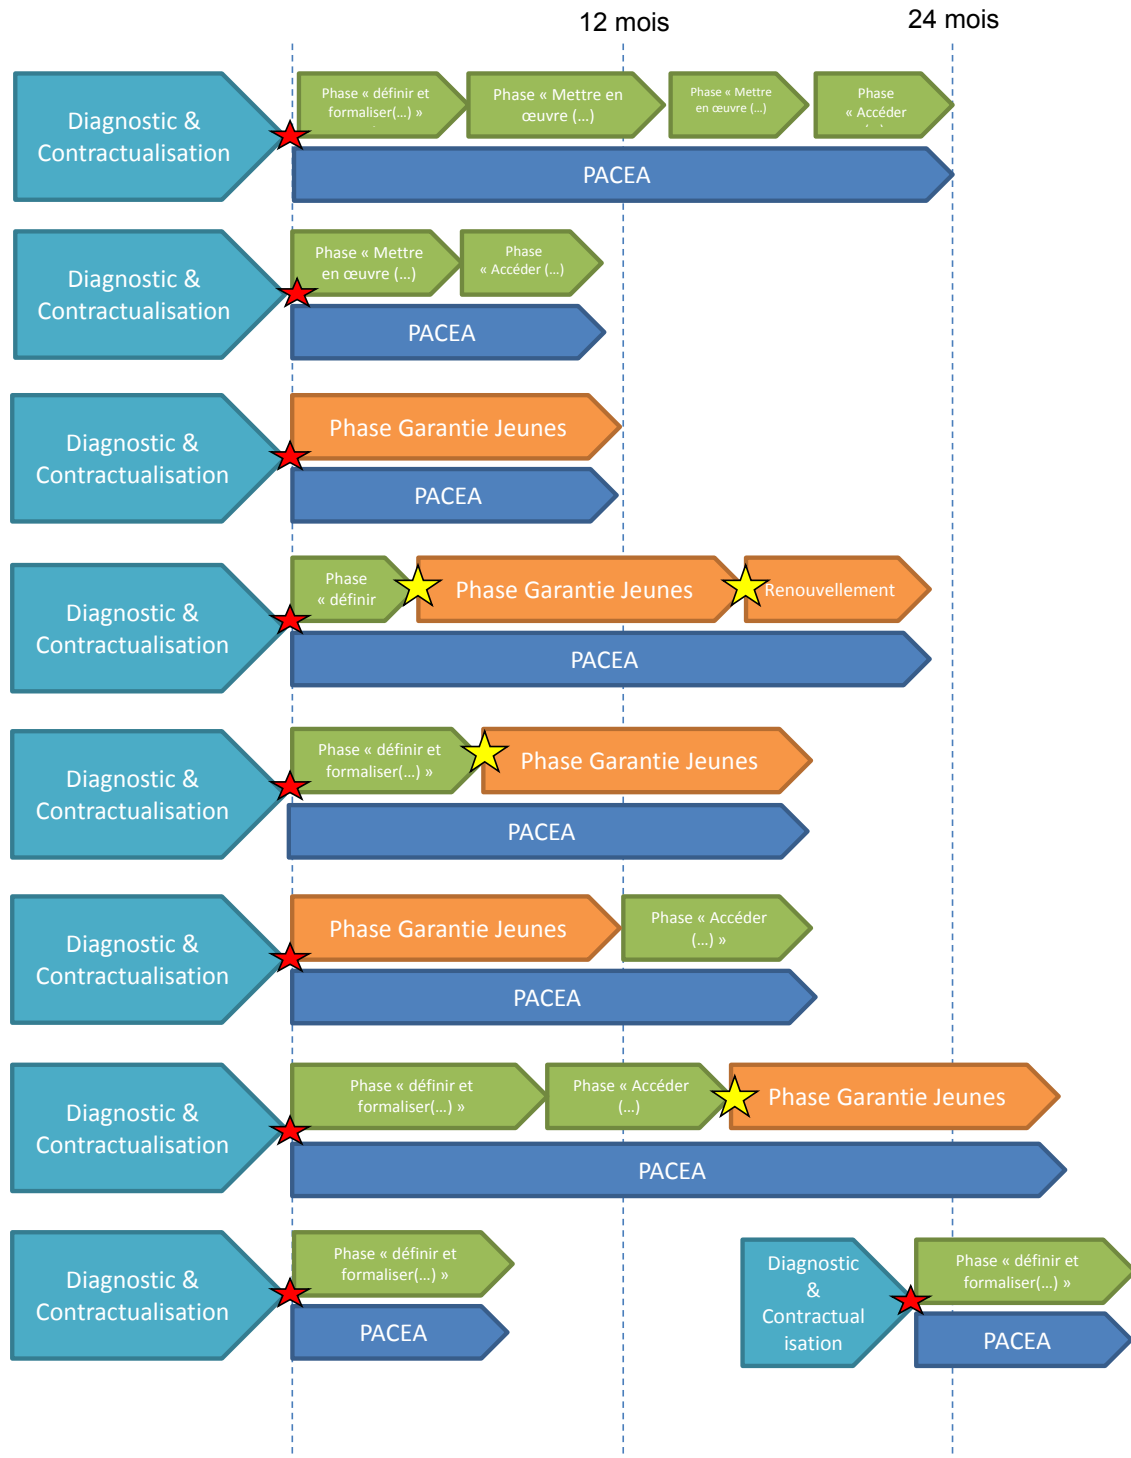 12 mois
24 mois
Diagnostic &
Contractualisation
Phase « définir et
formaliser(…) »
Phase « Mettre en
œuvre (…)
Phase « Mettre
en œuvre (…)
Phase
« Accéder
PACEA
Diagnostic &
Contractualisation
Phase « Mettre
en œuvre (…)
Phase
« Accéder (…)
PACEA
Diagnostic &
Contractualisation
Phase Garantie Jeunes
PACEA
Diagnostic &
Contractualisation
Phase
« définir
Phase Garantie Jeunes
Renouvellement
PACEA
Diagnostic &
Contractualisation
Phase « définir et
formaliser(…) »
Phase Garantie Jeunes
PACEA
Diagnostic &
Contractualisation
Phase Garantie Jeunes
Phase « Accéder
(…) »
PACEA
Diagnostic &
Contractualisation
Phase « définir et
formaliser(…) »
Phase « Accéder
(…)
Phase Garantie Jeunes
PACEA
Diagnostic &
Contractualisation
Phase « définir et
formaliser(…) »
PACEA
Diagnostic
&
Contractual
isation
Phase « définir et
formaliser(…) »
PACEA